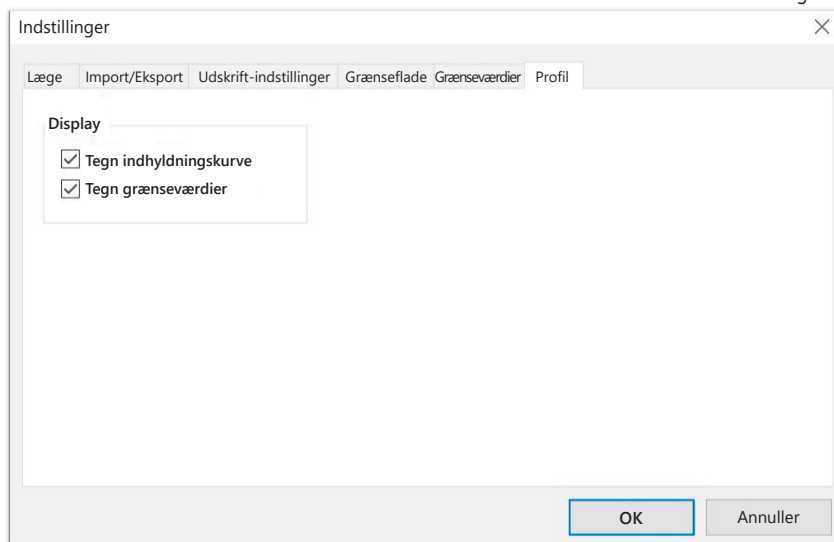 Indstillinger
Læge Import/Eksport Udskrift-indstillinger Grænseflade Grænseværdier Profil
Display
Tegn indhyldningskurve
Tegn grænseværdier
OK Annuller